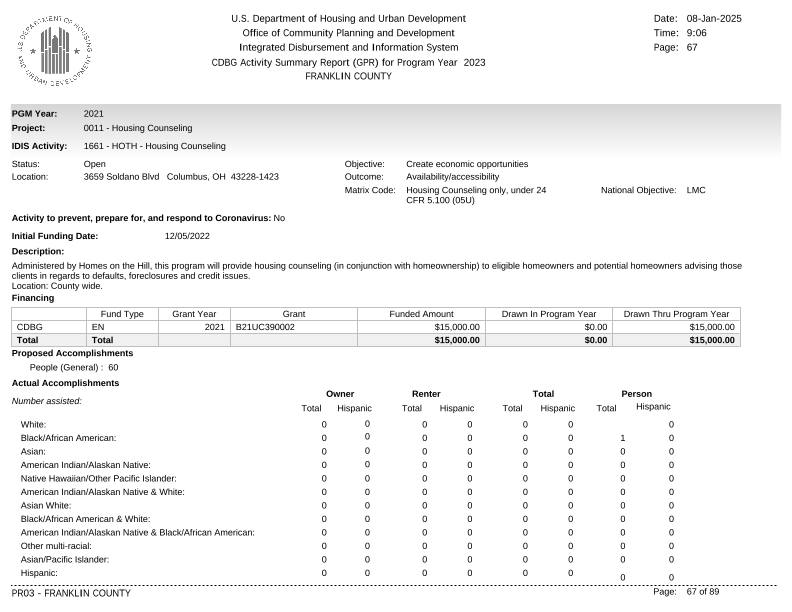 U.S. DEPARTMENT OF HOUSING AND URBAN DEVELOPMENT
U.S. Department of Housing and Urban Development
Office of Community Planning and Development
Integrated Disbursement and Information System
CDBG Activity Summary Report (GPR) for Program Year 2023
FRANKLIN COUNTY
Date: 08-Jan-2025
Time: 9:06
Page: 67
PGM Year: 2021
Project: 0011 - Housing Counseling
IDIS Activity: 1661 - HOTH - Housing Counseling
Status: Open Objective: Create economic opportunities
Location: 3659 Soldano Blvd Columbus, OH 43228-1423 Outcome: Availability/accessibility
Matrix Code: Housing Counseling only, under 24 National Objective: LMC
CFR 5.100 (05U)
Activity to prevent, prepare for, and respond to Coronavirus: No
Initial Funding Date: 12/05/2022
Description:
Administered by Homes on the Hill, this program will provide housing counseling (in conjunction with homeownership) to eligible homeowners and potential homeowners advising those
clients in regards to defaults, foreclosures and credit issues.
Location: County wide.
Financing
Fund Type Grant Year Grant Funded Amount Drawn In Program Year Drawn Thru Program Year
CDBG EN 2021 B21UC390002 $15,000.00 $0.00 $15,000.00
Total Total $15,000.00 $0.00 $15,000.00
Proposed Accomplishments
People (General) : 60
Actual Accomplishments
Number assisted: Owner Renter Total Person
Total Hispanic Total Hispanic Total Hispanic Total Hispanic
White: 0 0 0 0 0 0 0
Black/African American: 0 0 0 0 0 0 1 0
Asian: 0 0 0 0 0 0 0 0
American Indian/Alaskan Native: 0 0 0 0 0 0 0 0
Native Hawaiian/Other Pacific Islander: 0 0 0 0 0 0 0 0
American Indian/Alaskan Native & White: 0 0 0 0 0 0 0 0
Asian White: 0 0 0 0 0 0 0 0
Black/African American & White: 0 0 0 0 0 0 0 0
American Indian/Alaskan Native & Black/African American: 0 0 0 0 0 0 0 0
Other multi-racial: 0 0 0 0 0 0 0 0
Asian/Pacific Islander: 0 0 0 0 0 0 0 0
Hispanic: 0 0 0 0 0 0 0 0
PR03 - FRANKLIN COUNTY Page: 67 of 89